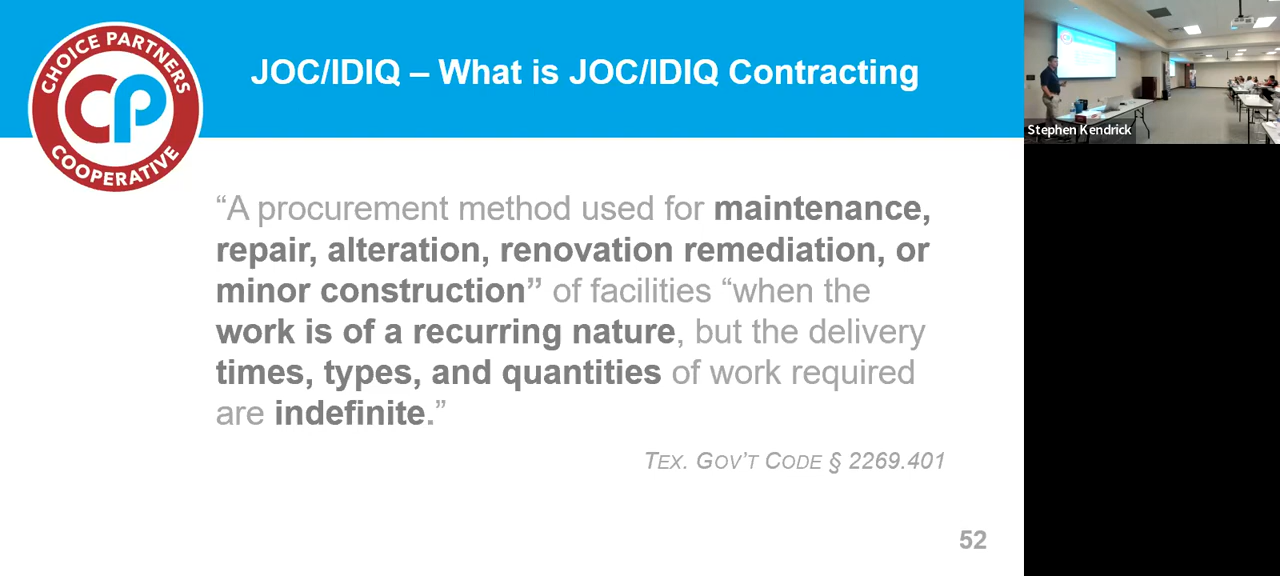 CHOICE PARTNERS
CP
COOPERATIVE
JOC/IDIQ – What is JOC/IDIQ Contracting
“A procurement method used for maintenance,
repair, alteration, renovation remediation, or
minor construction” of facilities “when the
work is of a recurring nature, but the delivery
times, types, and quantities of work required
are indefinite.”
TEX. GOV’T CODE § 2269.401
52
Stephen Kendrick